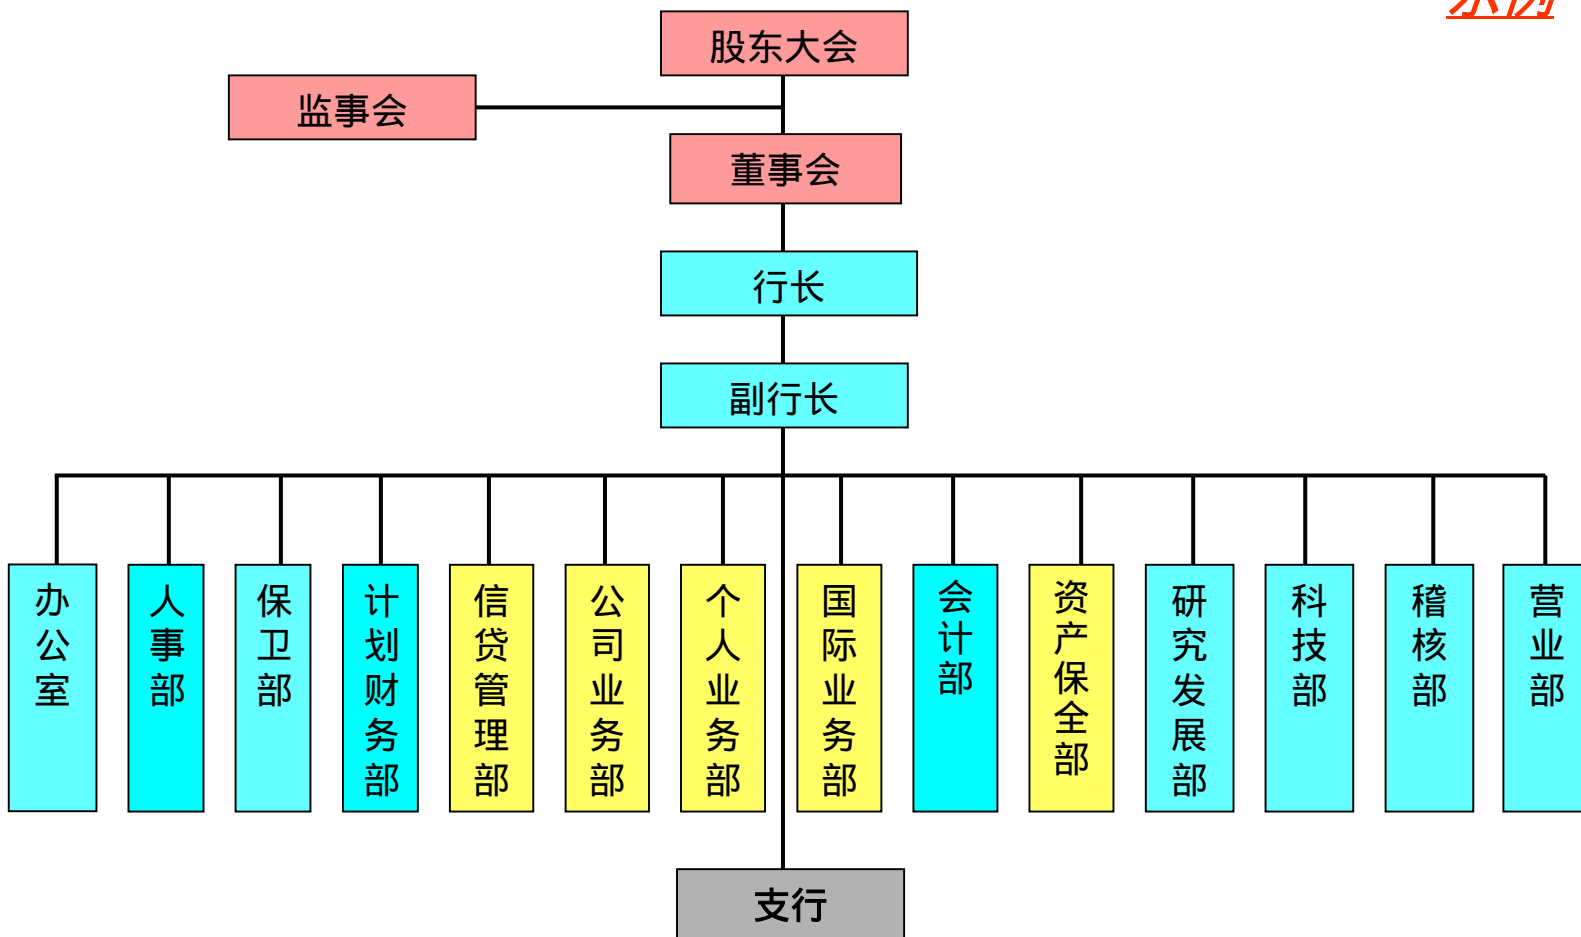 示例
股东大会
监事会
董事会
行长
副行长
办公室
人事部
保卫部
计划财务部
信贷管理部
公司业务部
个人业务部
国际业务部
会计部
资产保全部
研究发展部
科技部
稽核部
营业部
支行